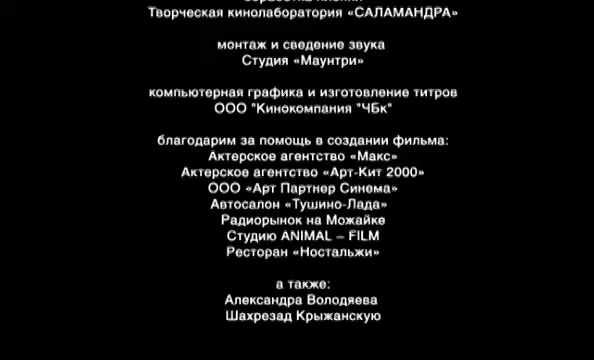 Творческая кинолаборатория «САЛАМАНДРА»
монтаж и сведение звука
Студия «Маунтри»
компьютерная графика и изготовление титров
ООО "Кинокомпания "ЧБк"
благодарим за помощь в создании фильма:
Актерское агентство «Макс»
Актерское агентство «Арт-Кит 2000»
ООО «Арт Партнер Синема»
Автосалон «Тушино-Лада»
Радиорынок на Можайке
Студию ANIMAL – FILM
Ресторан «Ностальжи»
а также:
Александра Володяева
Шахрезад Крыжанскую